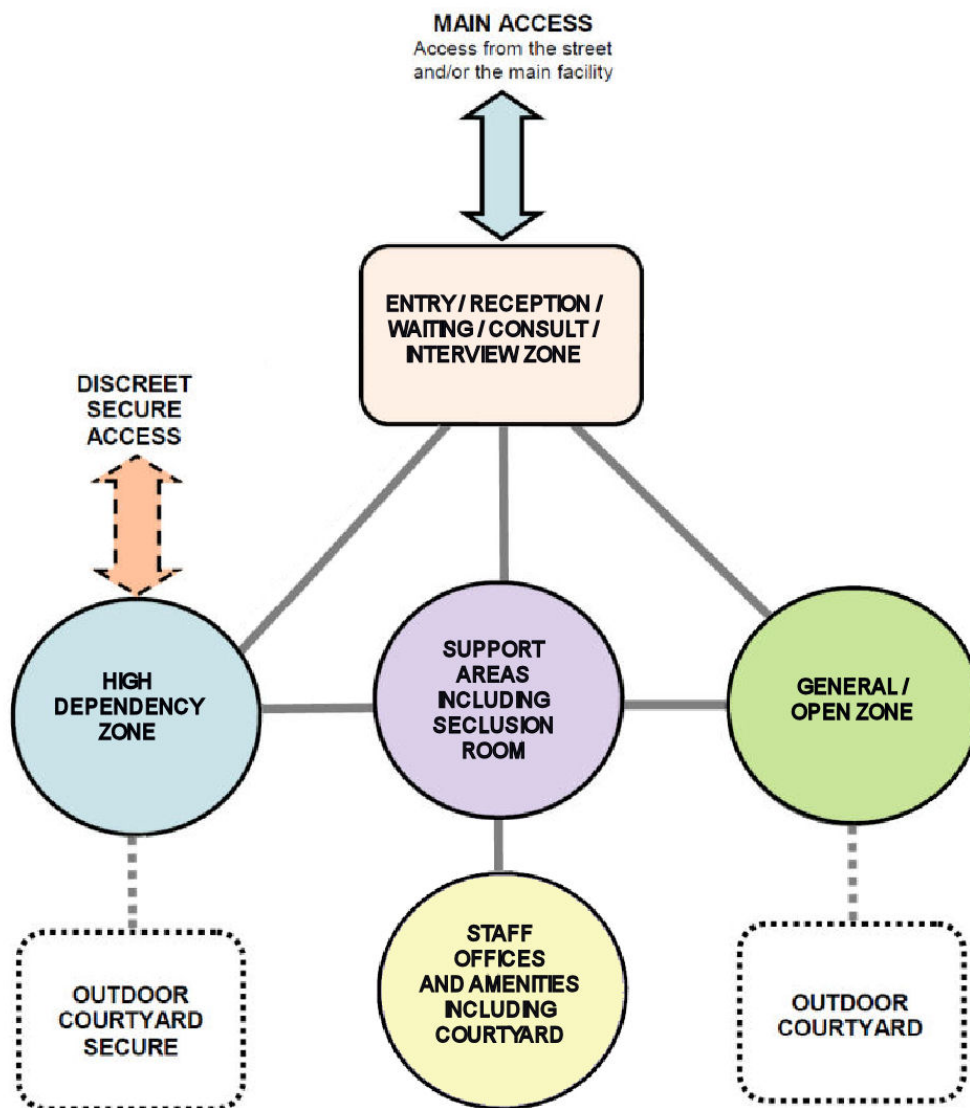 MAIN ACCESS
Access from the street
and/or the main facility
ENTRY / RECEPTION /
WAITING / CONSULT /
INTERVIEW ZONE
DISCREET
SECURE
ACCESS
HIGH
DEPENDENCY
ZONE
SUPPORT
AREAS
INCLUDING
SECLUSION
ROOM
GENERAL /
OPEN ZONE
OUTDOOR
COURTYARD
SECURE
STAFF
OFFICES
AND AMENITIES
INCLUDING
COURTYARD
OUTDOOR
COURTYARD